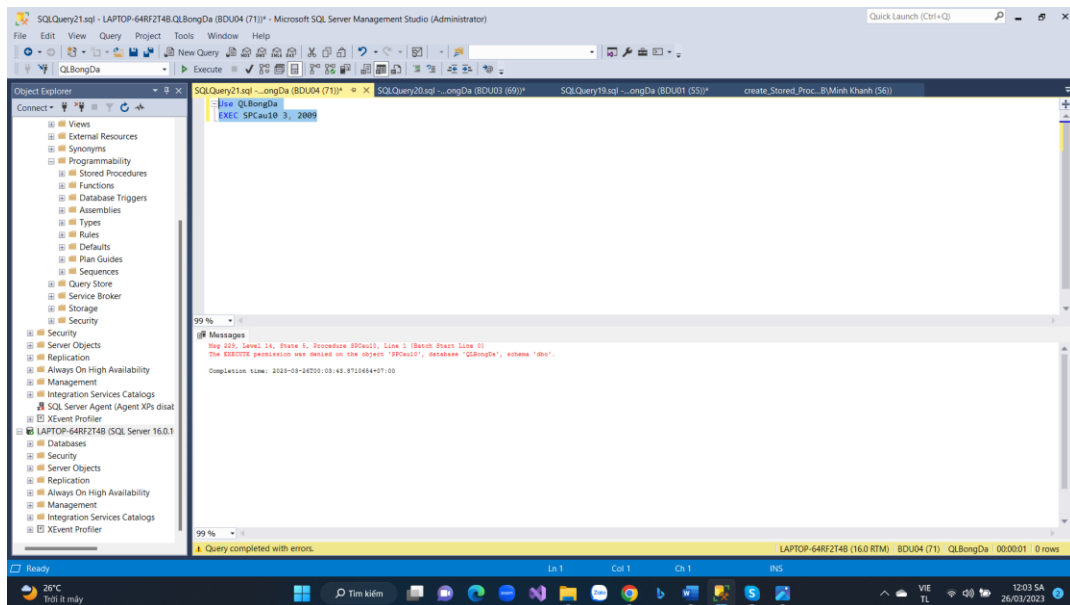 SQLQuery21.sql - LAPTOP-64RF2T4B.QLBongDa (BDU04 (71))* - Microsoft SQL Server Management Studio (Administrator)
Quick Launch (Ctrl+Q)
File Edit View Query Project Tools Window Help
New Query
QLBongDa
Execute
Object Explorer
Connect
Views
External Resources
Synonyms
Programmability
Stored Procedures
Functions
Database Triggers
Assemblies
Types
Rules
Defaults
Plan Guides
Sequences
Query Store
Service Broker
Storage
Security
Security
Server Objects
Replication
Always On High Availability
Management
Integration Services Catalogs
SQL Server Agent (Agent XPs disab
XEvent Profiler
LAPTOP-64RF2T4B (SQL Server 16.0.1
Databases
Security
Server Objects
Replication
Always On High Availability
Management
Integration Services Catalogs
XEvent Profiler
SQLQuery21.sql -...ongDa (BDU04 (71))* SQLQuery20.sql -...ongDa (BDU03 (69))* SQLQuery19.sql -...ongDa (BDU01 (55))* create_Stored_Proc...B\Minh Khanh (56))
Use QLBongDa
EXEC SPCau10 3, 2009
99 %
Messages
Msg 229, Level 14, State 5, Procedure SPCau10, Line 1 [Batch Start Line 0]
The EXECUTE permission was denied on the object 'SPCau10', database 'QLBongDa', schema 'dbo'.
Completion time: 2023-03-26T00:03:43.8710654+07:00
99 %
Query completed with errors. LAPTOP-64RF2T4B (16.0 RTM) BDU04 (71) QLBongDa 00:00:01 0 rows
Ready Ln 1 Col 1 Ch 1 INS
26°C
Trời ít mây
Tìm kiếm
VIE
TL
12:03 SA
26/03/2023